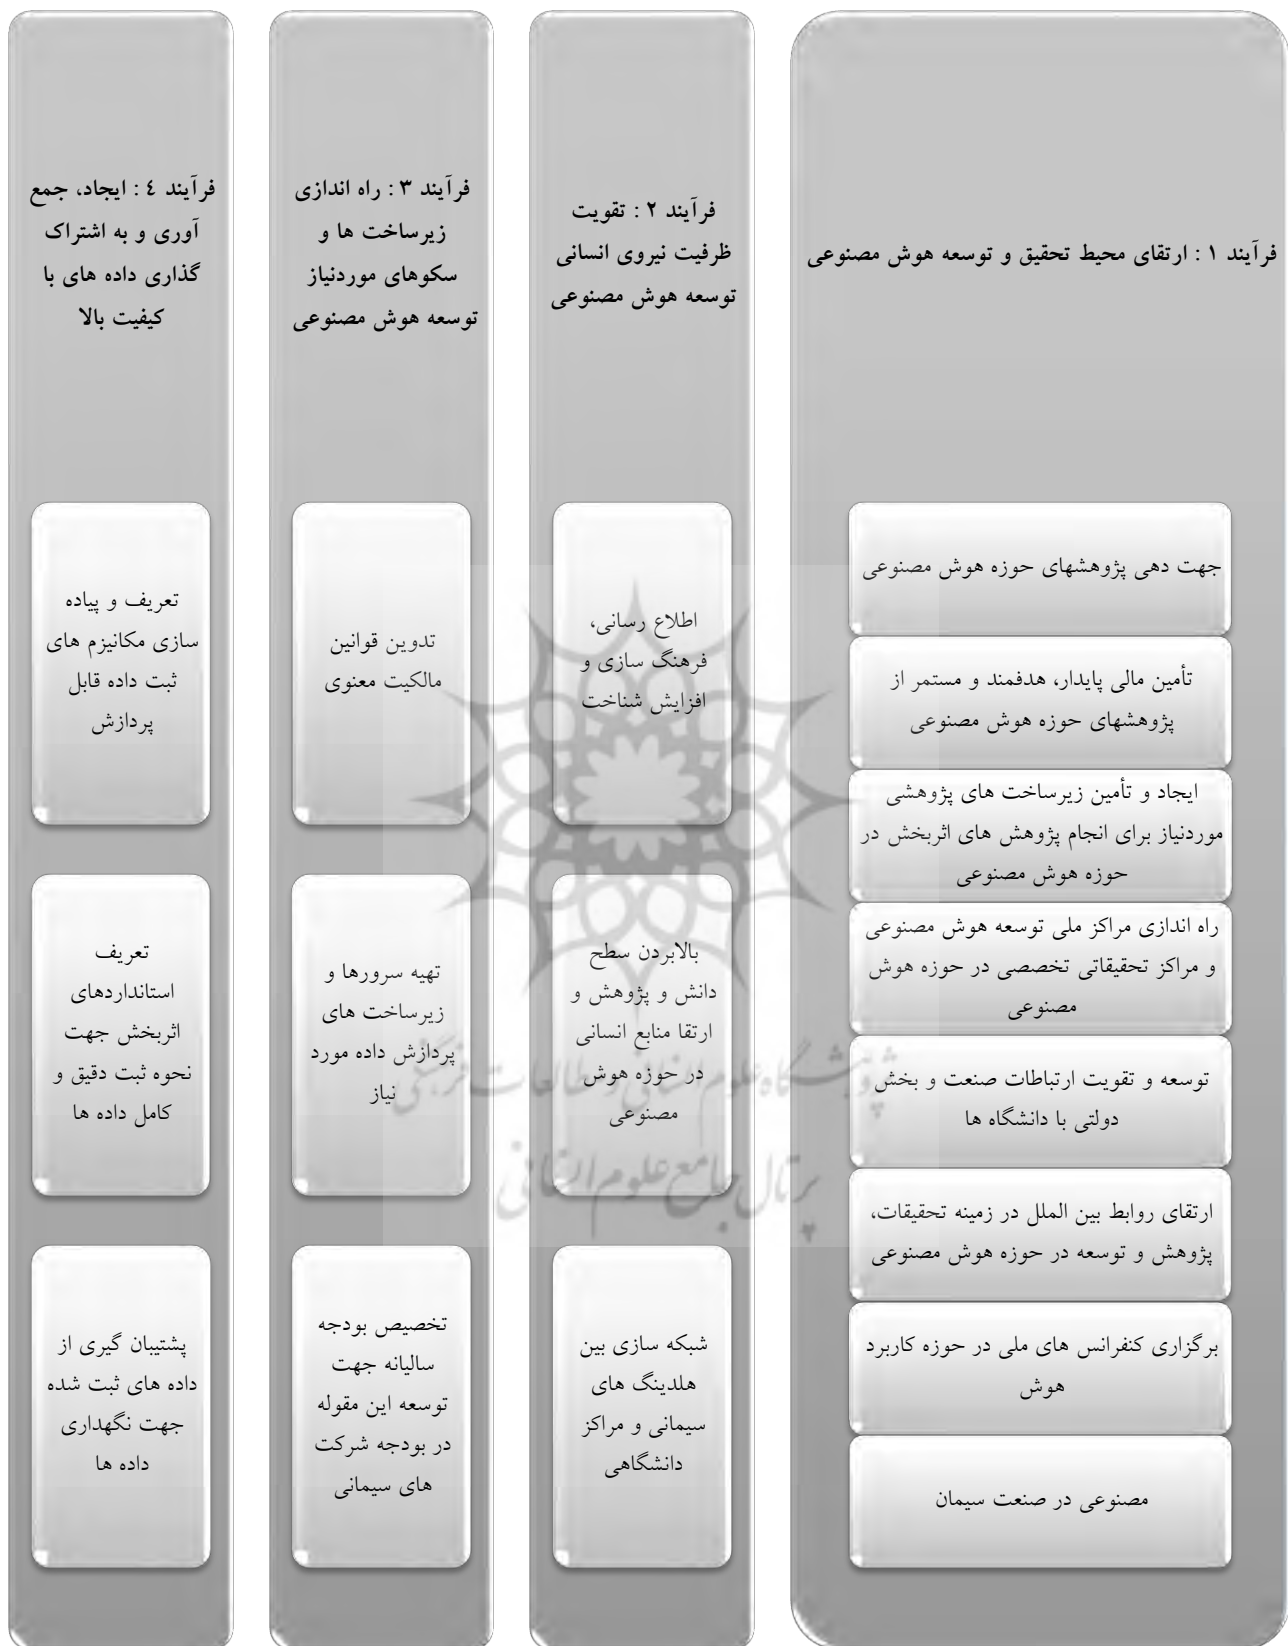 فرآیند ۱ : ارتقای محیط تحقیق و توسعه هوش مصنوعی
جهت دهی پژوهشهای حوزه هوش مصنوعی
تأمین مالی پایدار، هدفمند و مستمر از
پژوهشهای حوزه هوش مصنوعی
ایجاد و تأمین زیرساخت های پژوهشی
موردنیاز برای انجام پژوهش های اثربخش در
حوزه هوش مصنوعی
راه اندازی مراکز ملی توسعه هوش مصنوعی
و مراکز تحقیقاتی تخصصی در حوزه هوش
مصنوعی
توسعه و تقویت ارتباطات صنعت و بخش
دولتی با دانشگاه ها
ارتقای روابط بین الملل در زمینه تحقیقات،
پژوهش و توسعه در حوزه هوش مصنوعی
برگزاری کنفرانس های ملی در حوزه کاربرد
هوش
مصنوعی در صنعت سیمان
فرآیند ۲ : تقویت
ظرفیت نیروی انسانی
توسعه هوش مصنوعی
اطلاع رسانی،
فرهنگ سازی و
افزایش شناخت
بالابردن سطح
دانش و پژوهش و
ارتقا منابع انسانی
در حوزه هوش
مصنوعی
شبکه سازی بین
هلدینگ های
سیمانی و مراکز
دانشگاهی
فرآیند ۳ : راه اندازی
زیرساخت ها و
سکوهای موردنیاز
توسعه هوش مصنوعی
تدوین قوانین
مالکیت معنوی
تهیه سرورها و
زیرساخت های
پردازش داده مورد
نیاز
تخصیص بودجه
سالیانه جهت
توسعه این مقوله
در بودجه شرکت
های سیمانی
فرآیند ٤ : ایجاد، جمع
آوری و به اشتراک
گذاری داده های با
کیفیت بالا
تعریف و پیاده
سازی مکانیزم های
ثبت داده قابل
پردازش
تعریف
استانداردهای
اثربخش جهت
نحوه ثبت دقیق و
کامل داده ها
پشتیبان گیری از
داده های ثبت شده
جهت نگهداری
داده ها
پژوهشگاه علوم انسانی و مطالعات فرهنگی
پرتال جامع علوم انسانی